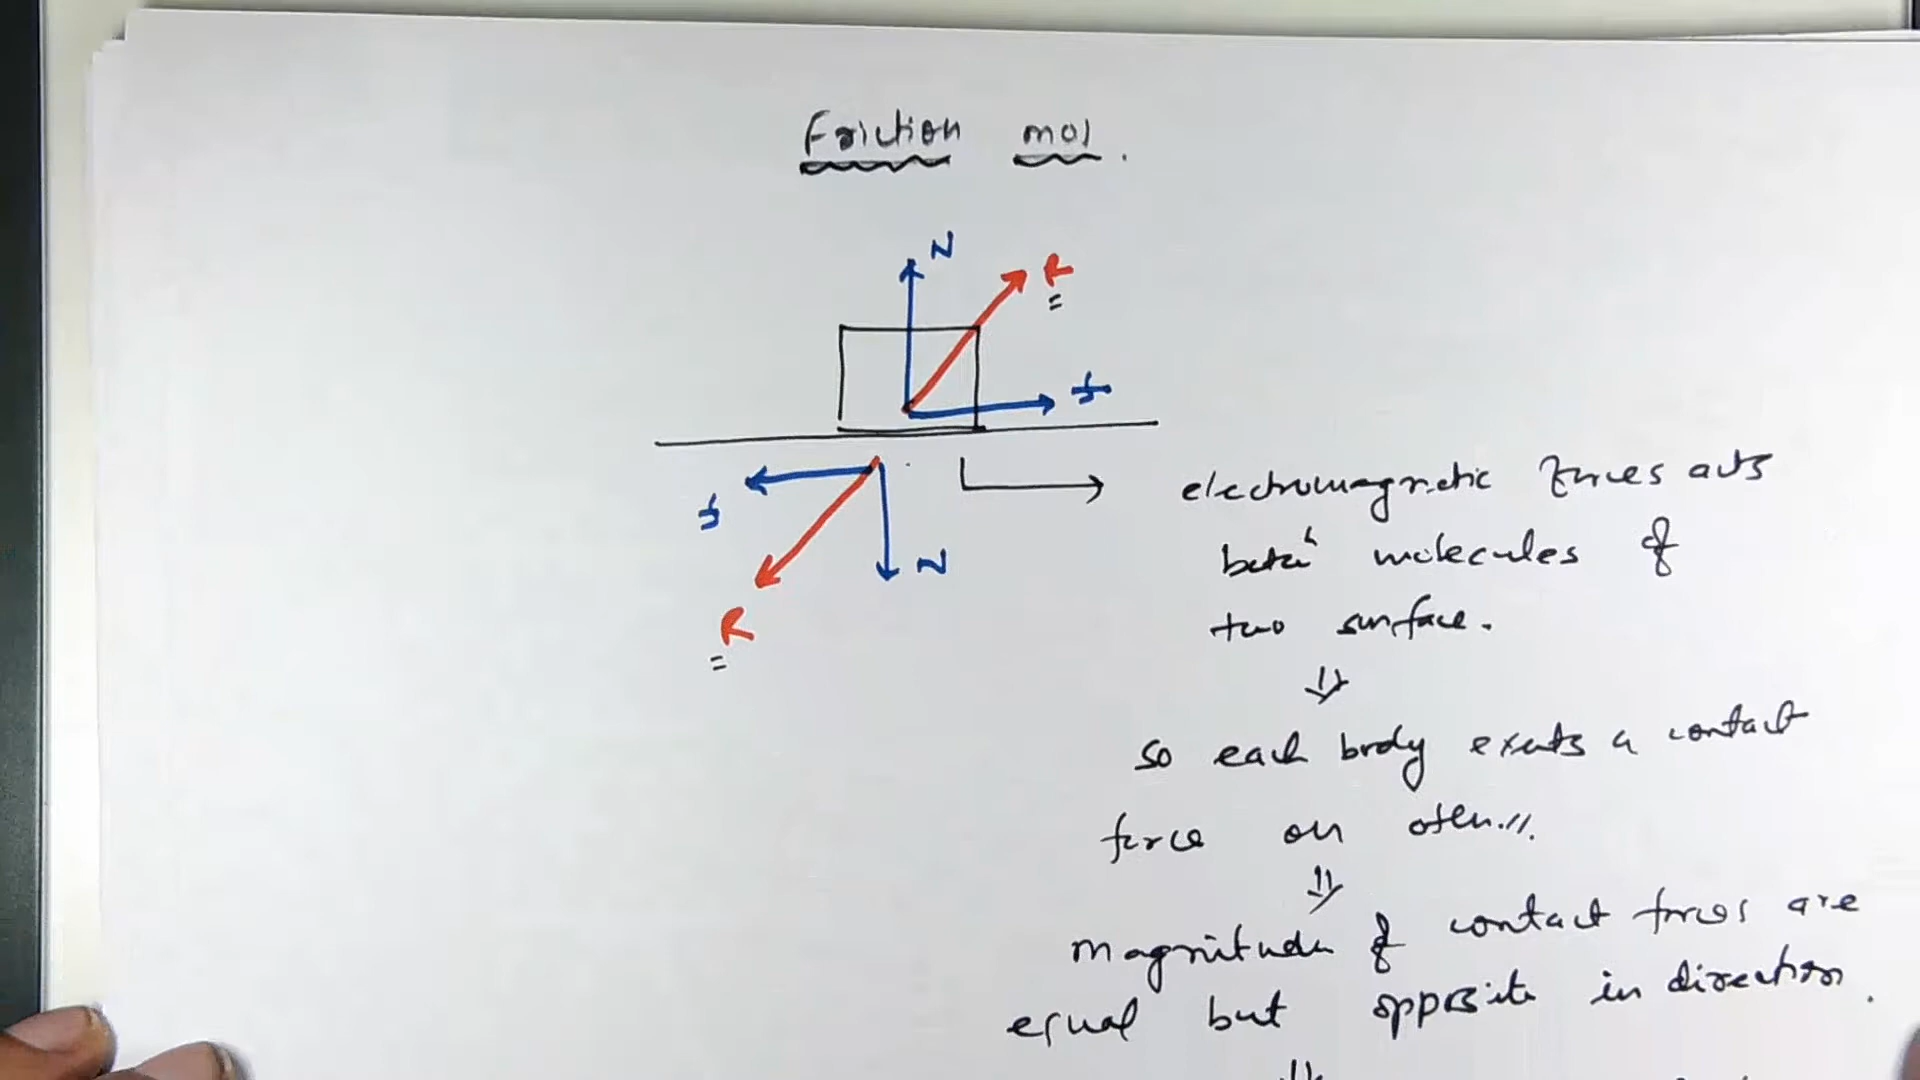 Friction mo1.
N
R
=
f
f
N
R
=
electromagnetic forces acts
betn molecules of
two surface.
⇓
so each body exerts a contact
force on other.//.
⇓
magnitude of contact forces are
equal but opposite in direction.
⇓